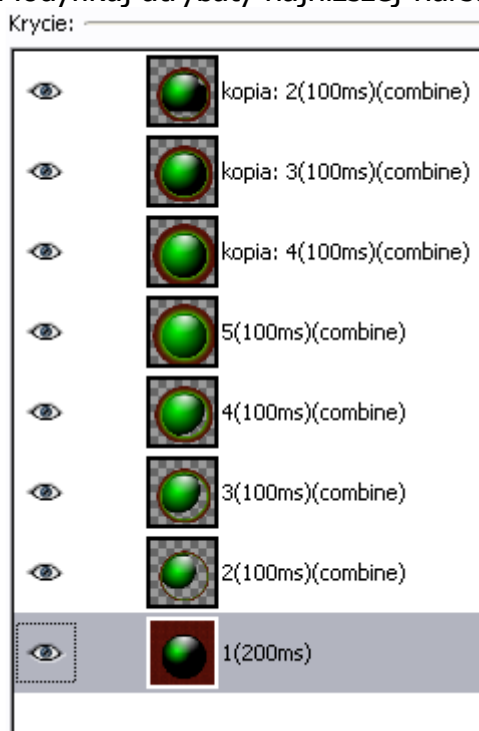 Krycie:
kopia: 2(100ms)(combine)
kopia: 3(100ms)(combine)
kopia: 4(100ms)(combine)
5(100ms)(combine)
4(100ms)(combine)
3(100ms)(combine)
2(100ms)(combine)
1(200ms)